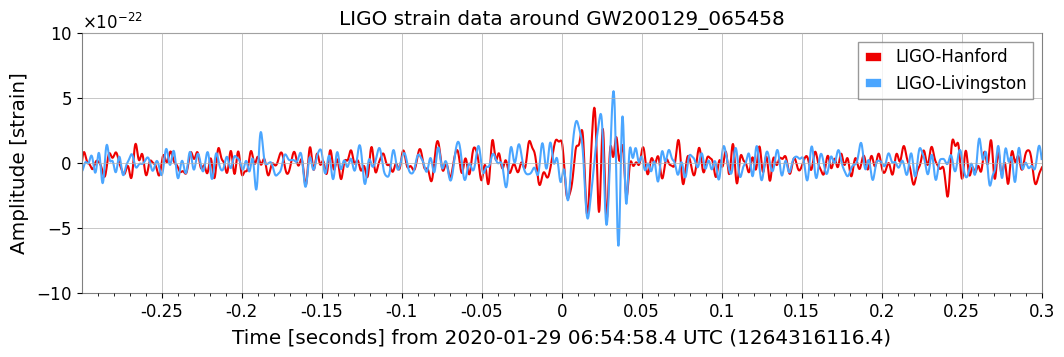 LIGO strain data around GW200129_065458
×10−22
LIGO-Hanford
LIGO-Livingston
Amplitude [strain]
10
5
0
−5
−10
-0.25 -0.2 -0.15 -0.1 -0.05 0 0.05 0.1 0.15 0.2 0.25 0.3
Time [seconds] from 2020-01-29 06:54:58.4 UTC (1264316116.4)